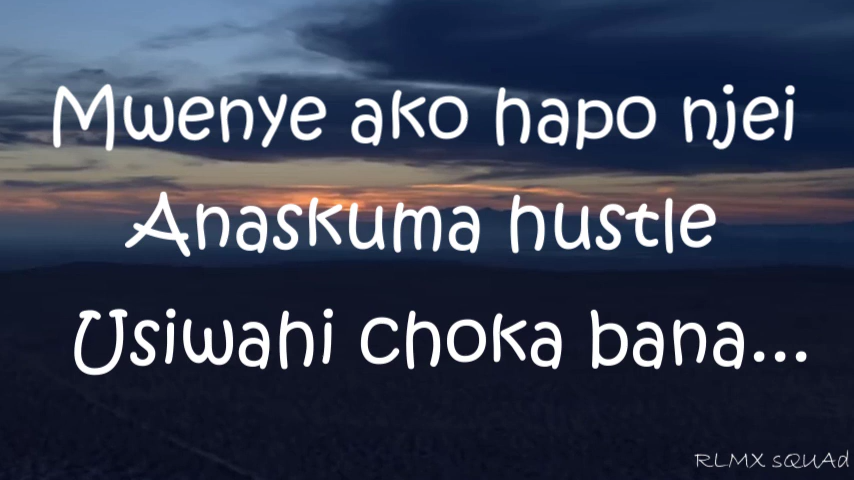 Mwenye ako hapo njei
Anaskuma hustle
Usiwahi choka bana...
RLMX SQUAd